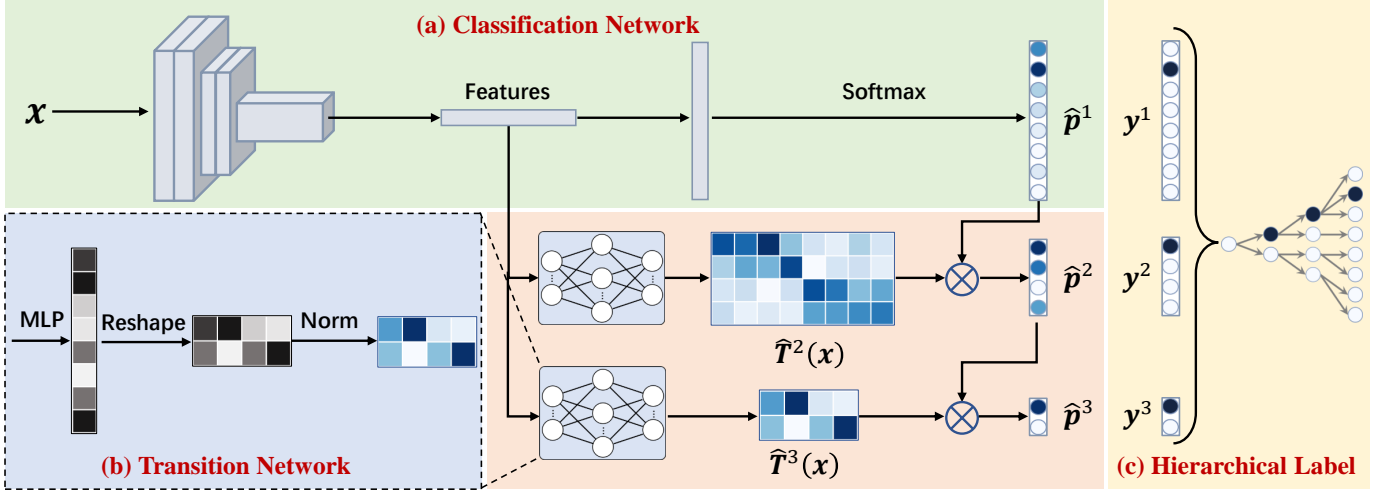 (a) Classification Network
x
Features
Softmax
p̂¹
y¹
MLP
Reshape
Norm
(b) Transition Network
T̂²(x)
p̂²
T̂³(x)
p̂³
y²
y³
(c) Hierarchical Label